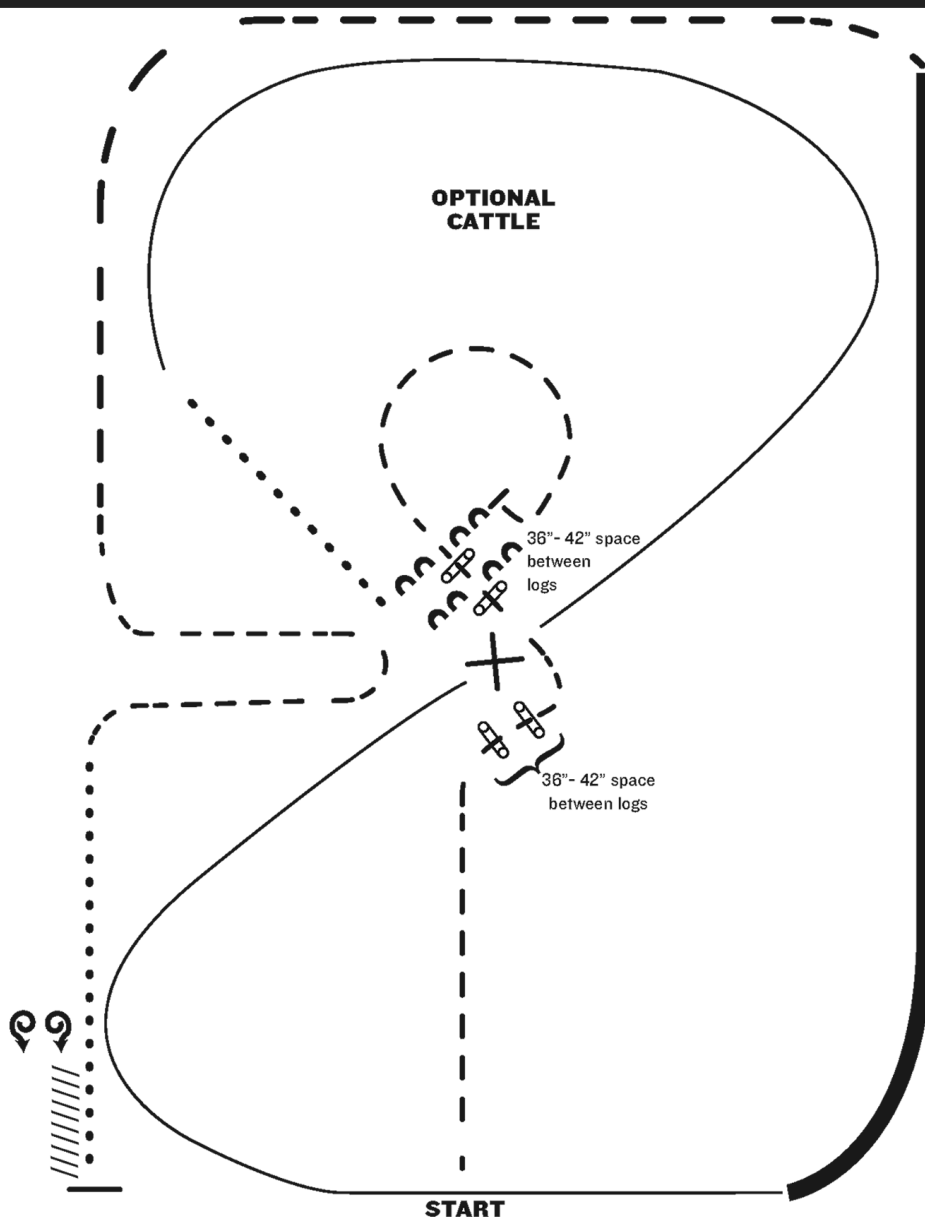 OPTIONAL
CATTLE
36”- 42” space
between
logs
36”- 42” space
between logs
START